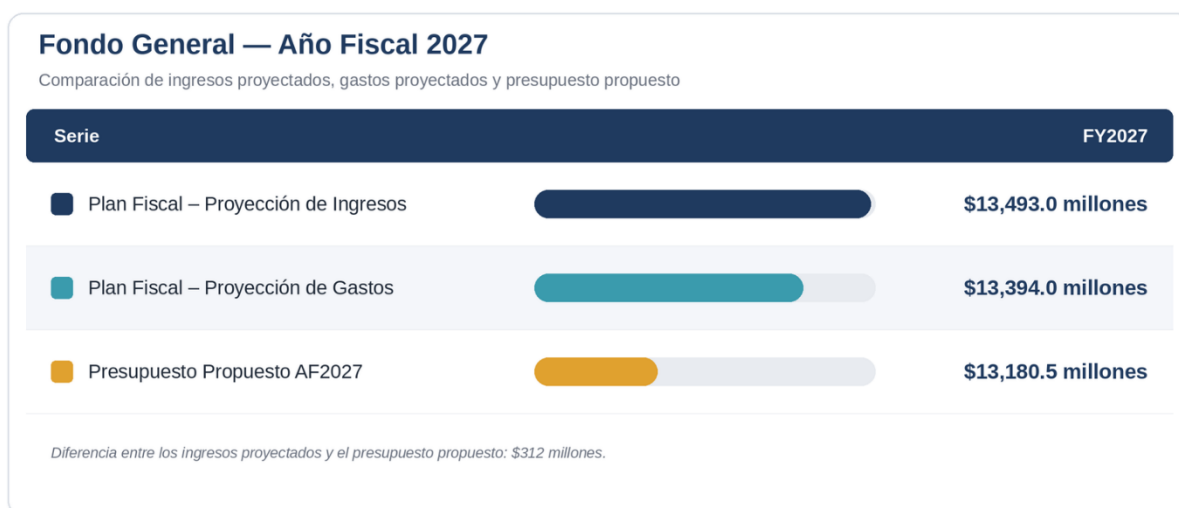 Fondo General — Año Fiscal 2027
Comparación de ingresos proyectados, gastos proyectados y presupuesto propuesto
Serie FY2027
Plan Fiscal – Proyección de Ingresos $13,493.0 millones
Plan Fiscal – Proyección de Gastos $13,394.0 millones
Presupuesto Propuesto AF2027 $13,180.5 millones
Diferencia entre los ingresos proyectados y el presupuesto propuesto: $312 millones.